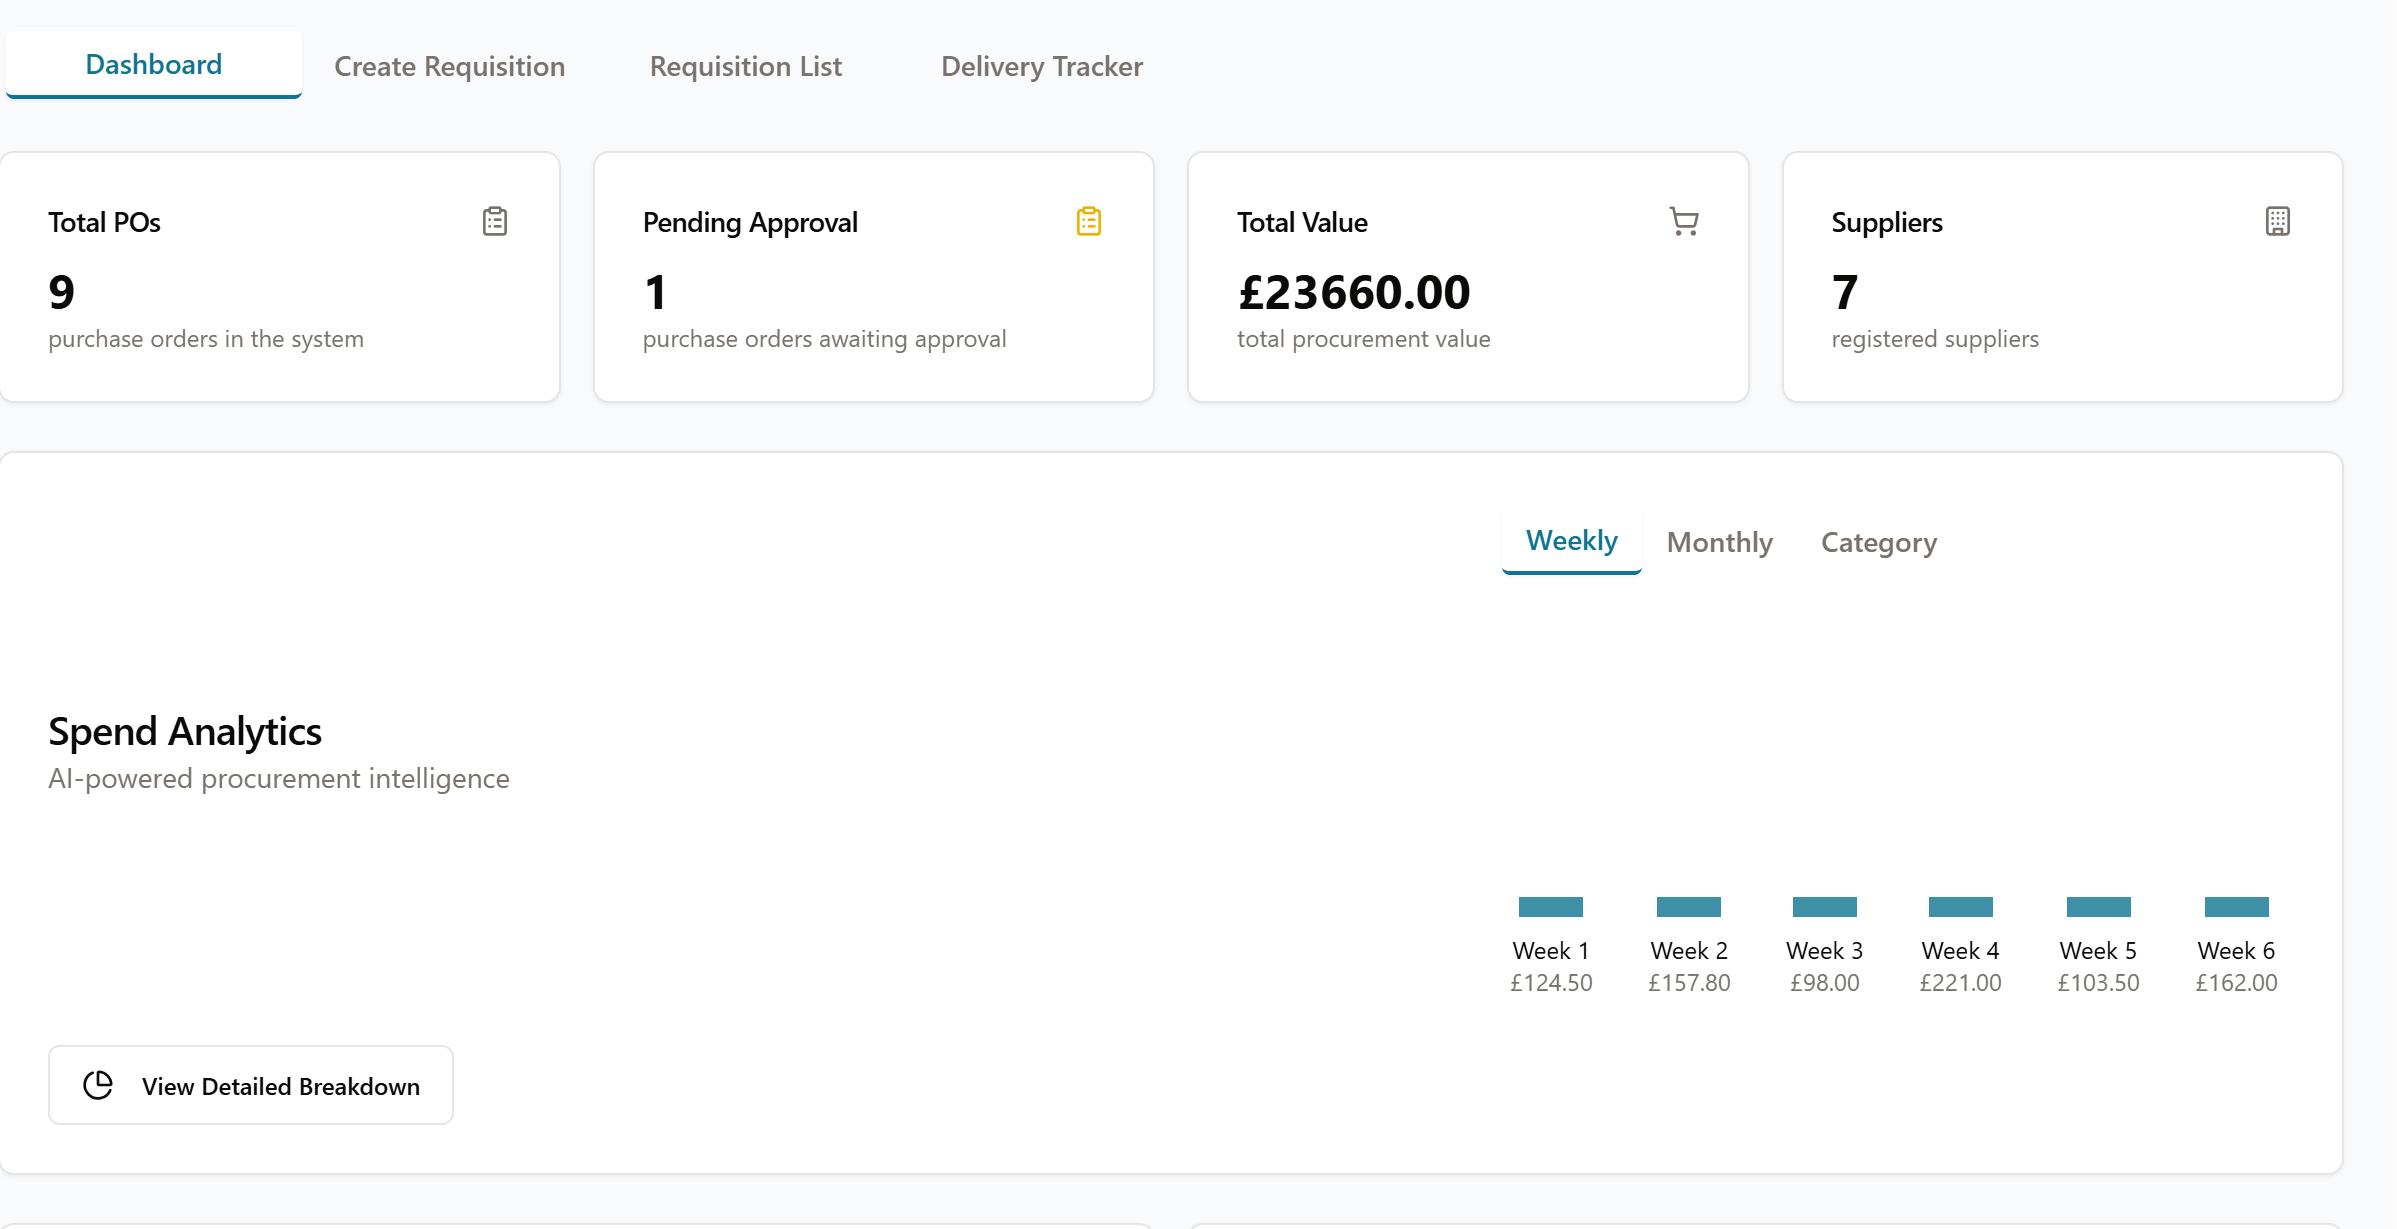 Dashboard
Create Requisition
Requisition List
Delivery Tracker
Total POs
9
purchase orders in the system
Pending Approval
1
purchase orders awaiting approval
Total Value
£23660.00
total procurement value
Suppliers
7
registered suppliers
Weekly
Monthly
Category
Spend Analytics
AI-powered procurement intelligence
Week 1
£124.50
Week 2
£157.80
Week 3
£98.00
Week 4
£221.00
Week 5
£103.50
Week 6
£162.00
View Detailed Breakdown